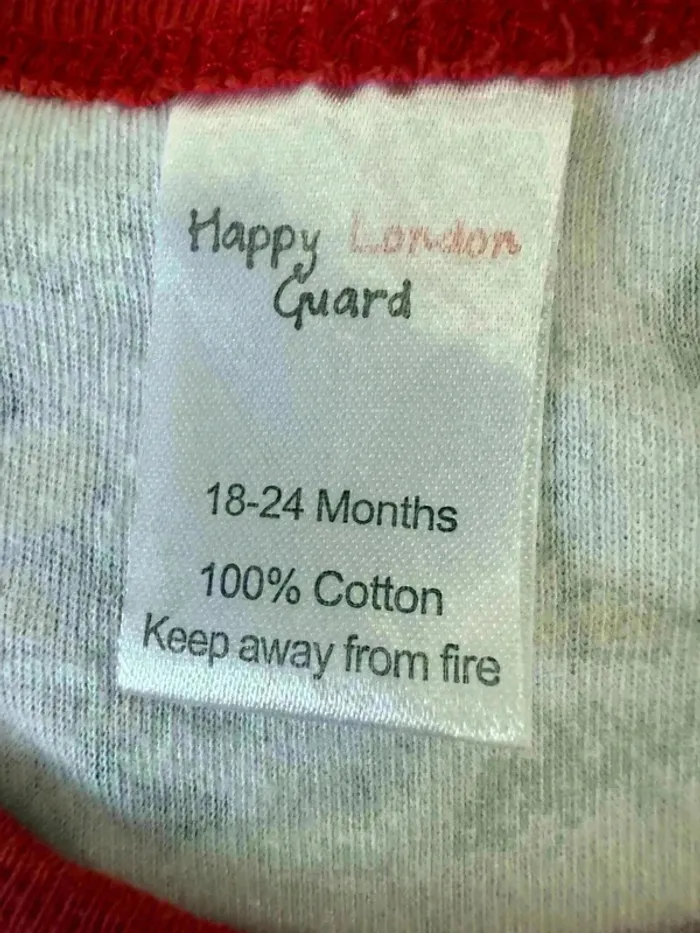 Happy London
Guard
18-24 Months
100% Cotton
Keep away from fire